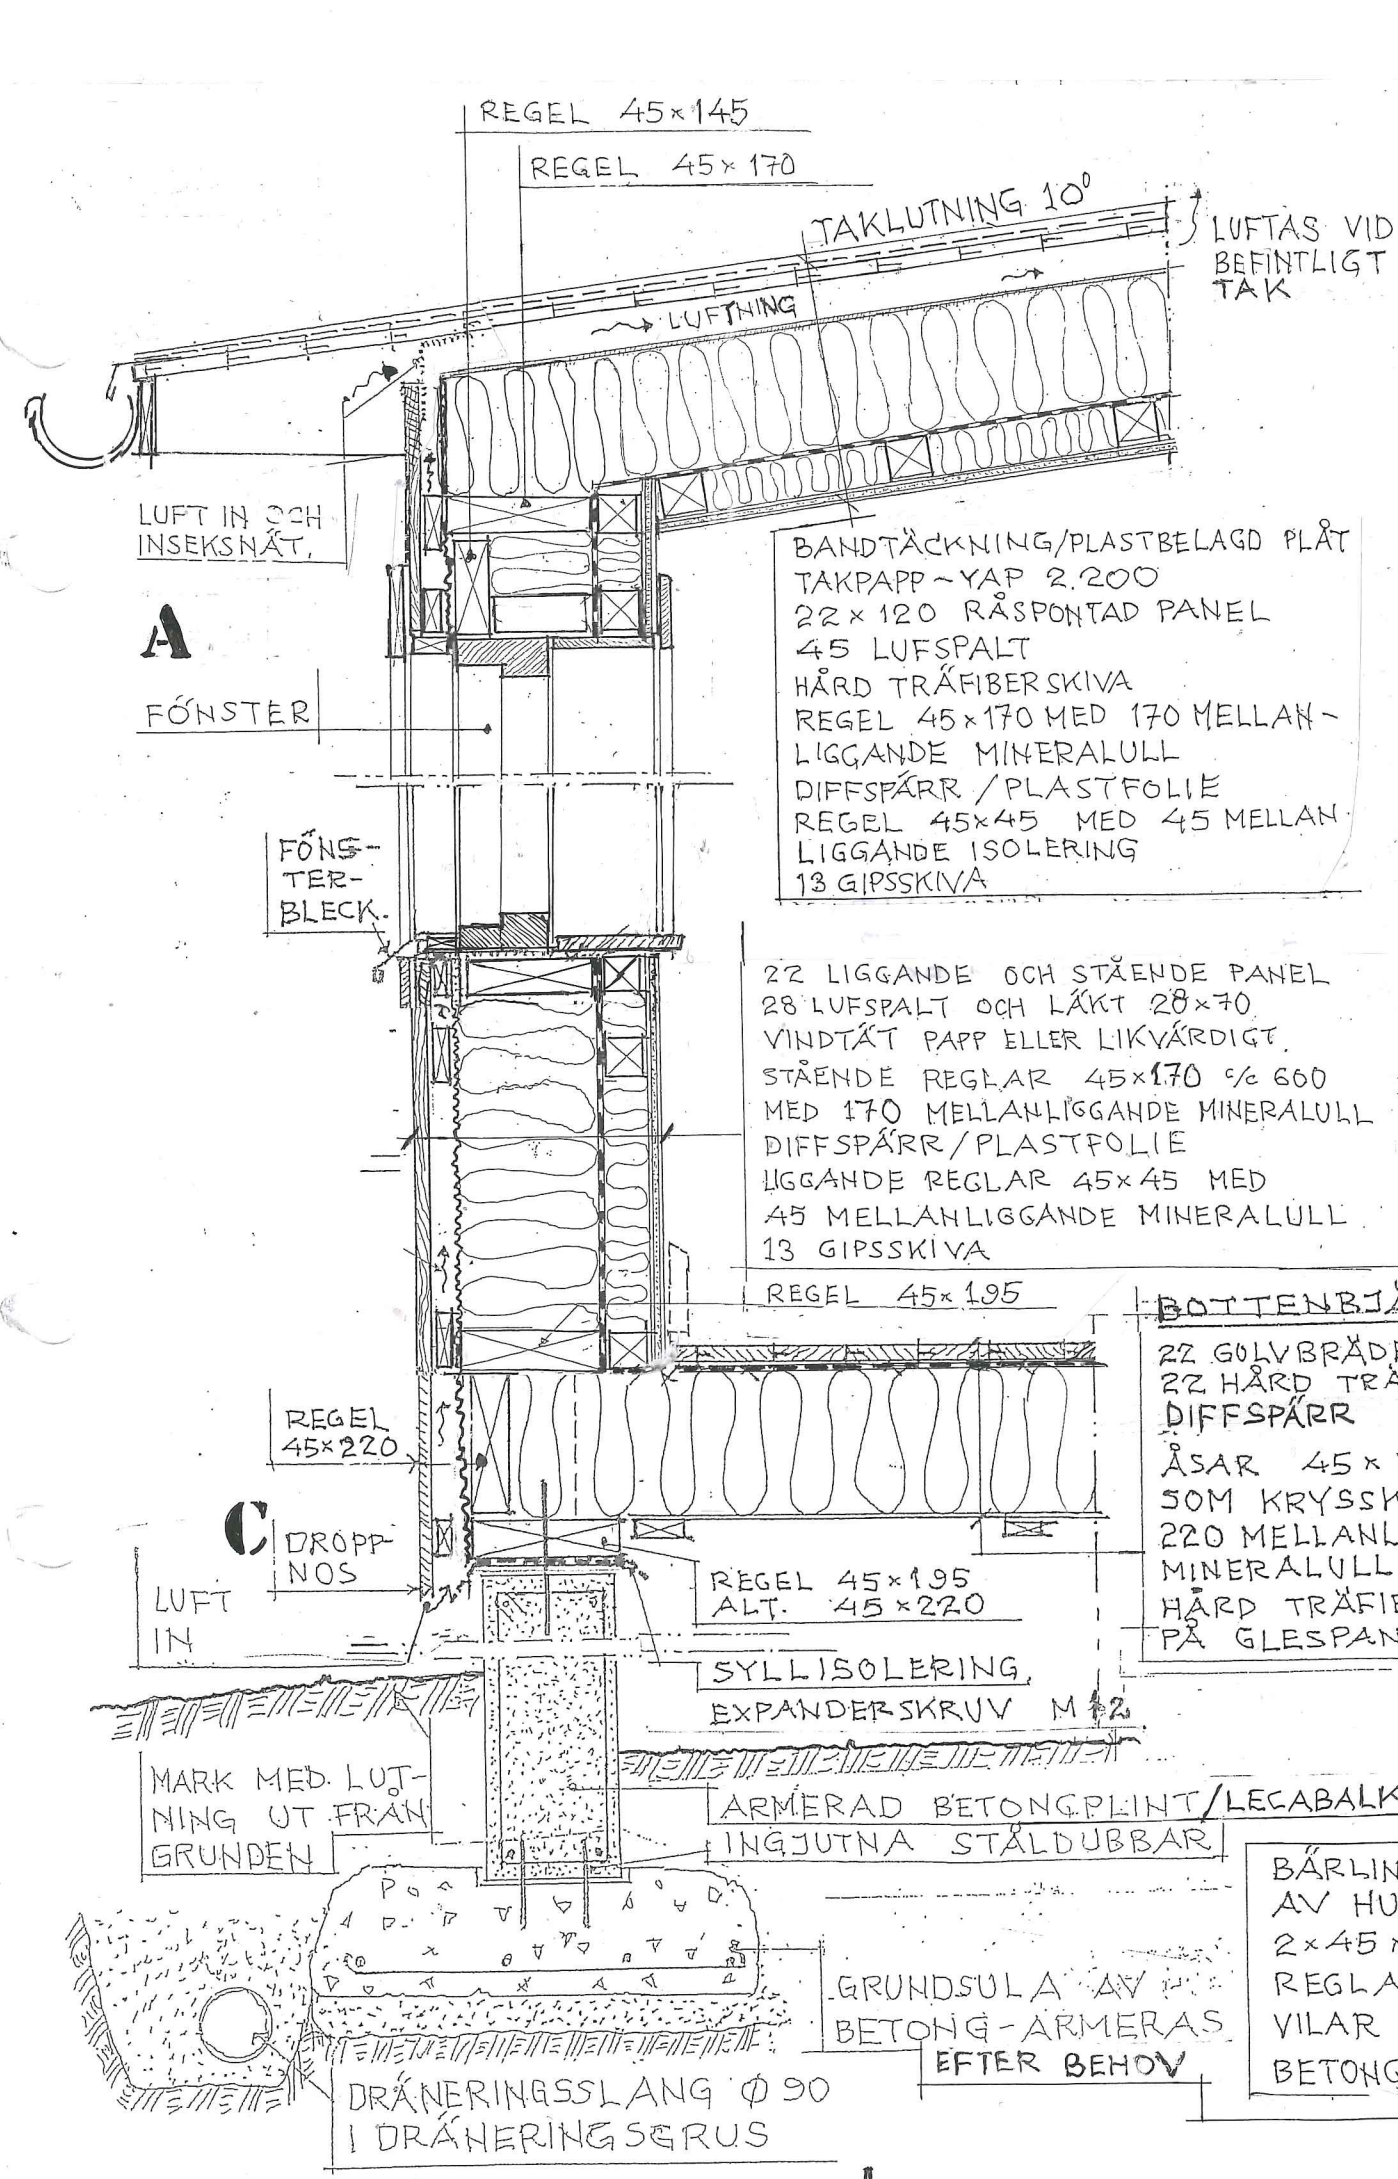 REGEL 45×145
REGEL 45×170
TAKLUTNING 10°
LUFTAS VID
BEFINTLIGT
TAK
LUFTNING
LUFT IN OCH
INSEKSNÄT.
A
BANDTÄCKNING/PLASTBELAGD PLÅT
TAKPAPP - YAP 2.200
22 × 120 RÅSPONTAD PANEL
45 LUFSPALT
HÅRD TRÄFIBERSKIVA
REGEL 45×170 MED 170 MELLAN-
LIGGANDE MINERALULL
DIFFSPÄRR / PLASTFOLIE
REGEL 45×45 MED 45 MELLAN
LIGGANDE ISOLERING
13 GIPSSKIVA
FÖNSTER
FÖNS-
TER-
BLECK.
22 LIGGANDE OCH STÅENDE PANEL
28 LUFSPALT OCH LÄKT 28×70
VINDTÄT PAPP ELLER LIKVÄRDIGT.
STÅENDE REGLAR 45×170 c/c 600
MED 170 MELLANLIGGANDE MINERALULL
DIFFSPÄRR/PLASTFOLIE
LIGGANDE REGLAR 45×45 MED
45 MELLANLIGGANDE MINERALULL.
13 GIPSSKIVA
REGEL 45×195
BOTTENBJÄ
22 GOLVBRÄD
22 HÅRD TRÄ
DIFFSPÄRR
ÅSAR 45×
SOM KRYSS
220 MELLANL
MINERALULL
HÅRD TRÄFI
PÅ GLESPAN
REGEL
45×220
C
DROPP-
NOS
LUFT
IN
REGEL 45×195
ALT. 45×220
SYLLISOLERING,
EXPANDERSKRUV M12
MARK MED LUT-
NING UT FRÅN
GRUNDEN
ARMERAD BETONGPLINT/LECABALK
INGJUTNA STÅLDUBBAR
BÄRLIN
AV HU
2×45
REGLA
VILAR
BETONG
GRUNDSULA AV
BETONG-ARMERAS
EFTER BEHOV
DRÄNERINGSSLANG Ø 90
I DRÄNERINGSGRUS